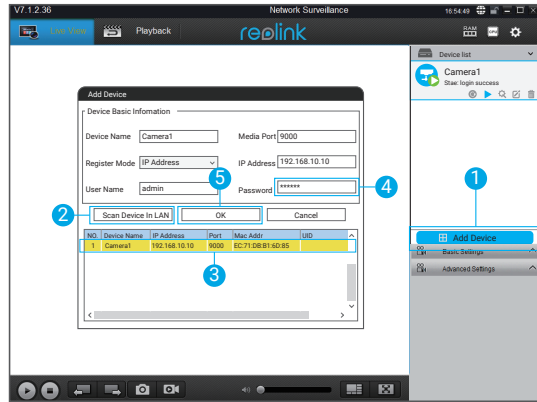 V7.1.2.36 Network Surveillance 16:54:49
Live View Playback reolink RAM CPU
Device list
Camera1
Stae: login success
Add Device
Device Basic Infomation
Device Name Camera1 Media Port 9000
Register Mode IP Address IP Address 192.168.10.10
5
User Name admin Password ****** 4 1
2 Scan Device In LAN OK Cancel
NO. Device Name IP Address Port Mac Addr UID
1 Camera1 192.168.10.10 9000 EC:71:DB:B1:6D:85
3
Add Device
Basic Settings
Advanced Settings